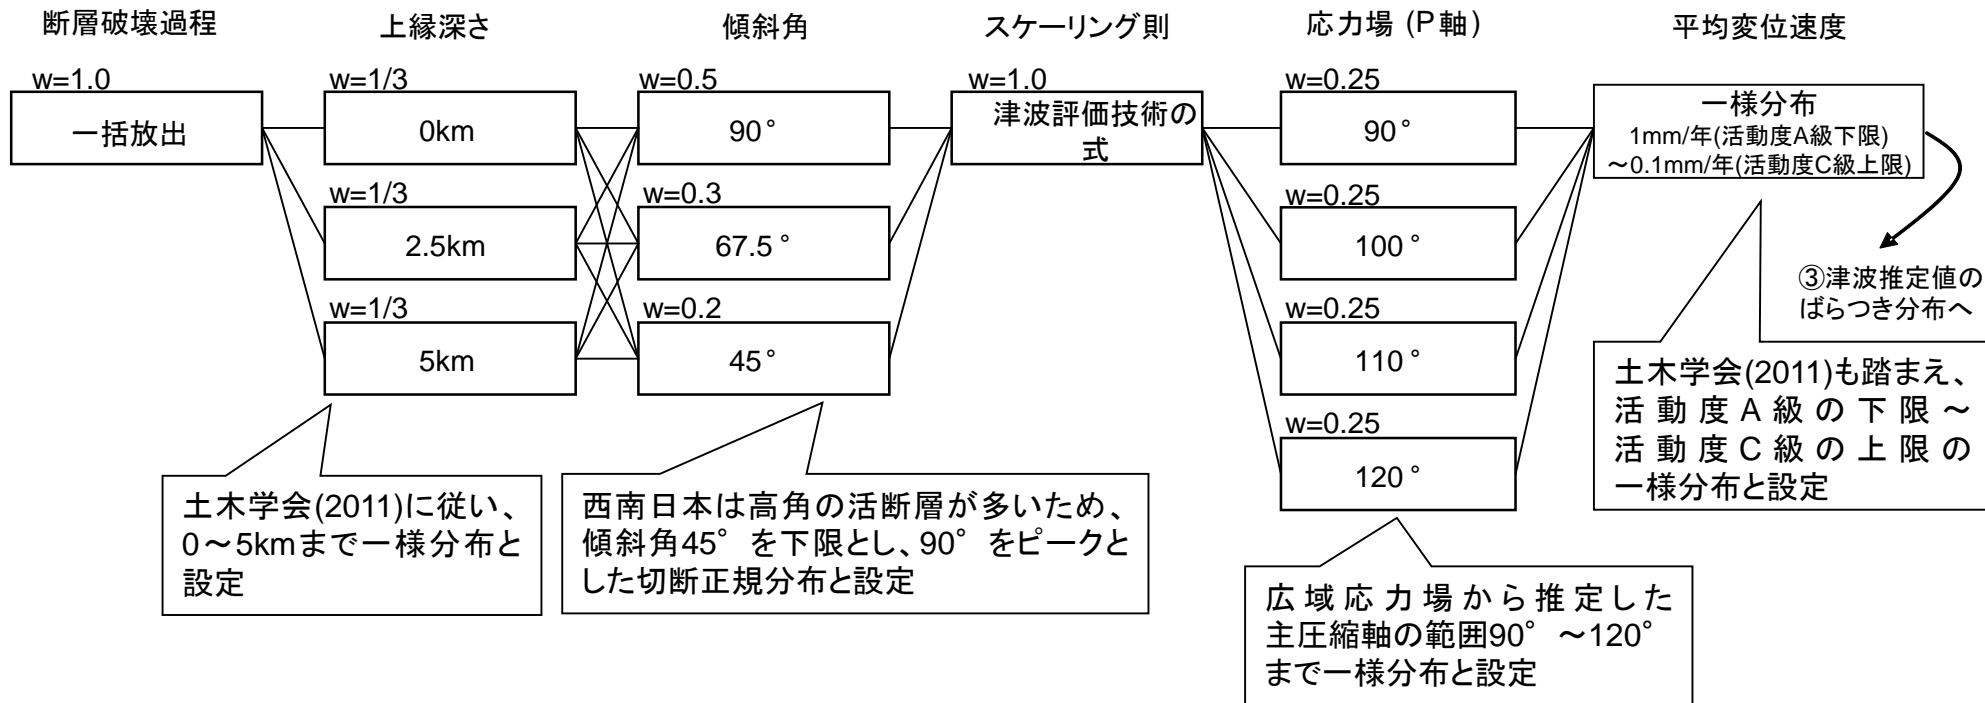 断層破壊過程
上縁深さ
傾斜角
スケーリング則
応力場 (P軸)
平均変位速度
w=1.0
一括放出
w=1/3
0km
w=1/3
2.5km
w=1/3
5km
w=0.5
90°
w=0.3
67.5°
w=0.2
45°
w=1.0
津波評価技術の
式
w=0.25
90°
w=0.25
100°
w=0.25
110°
w=0.25
120°
一様分布
1mm/年(活動度A級下限)
～0.1mm/年(活動度C級上限)
③津波推定値の
ばらつき分布へ
土木学会(2011)に従い、
0～5kmまで一様分布と
設定
西南日本は高角の活断層が多いため、
傾斜角45°を下限とし、90°をピークと
した切断正規分布と設定
広域応力場から推定した
主圧縮軸の範囲90°～120°
まで一様分布と設定
土木学会(2011)も踏まえ、
活動度A級の下限～
活動度C級の上限の
一様分布と設定